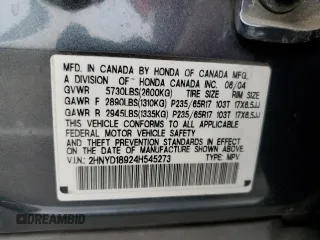 MFD. IN CANADA BY HONDA OF CANADA MFG.
A DIVISION OF HONDA CANADA INC. 06/04
GVWR 5730LBS(2600KG) TIRE SIZE RIM SIZE
GAWR F 2890LBS(1310KG) P235/65R17 103T 17X6.5JJ
GAWR R 2945LBS(1335KG) P235/65R17 103T 17X6.5JJ
THIS VEHICLE CONFORMS TO ALL APPLICABLE
FEDERAL MOTOR VEHICLE SAFETY STANDARDS IN
EFFECT ON THE DATE OF MANUFACTURE SHOWN ABOVE.
V.I.N.: 2HNYD18924H545273 TYPE: MPV
DREAMBID